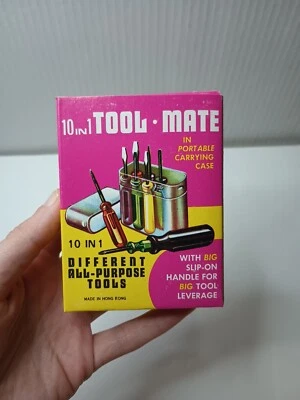 10 IN 1 TOOL · MATE
IN
PORTABLE
CARRYING
CASE
10 IN 1
DIFFERENT
ALL-PURPOSE
TOOLS
MADE IN HONG KONG
WITH BIG
SLIP-ON
HANDLE FOR
BIG TOOL
LEVERAGE